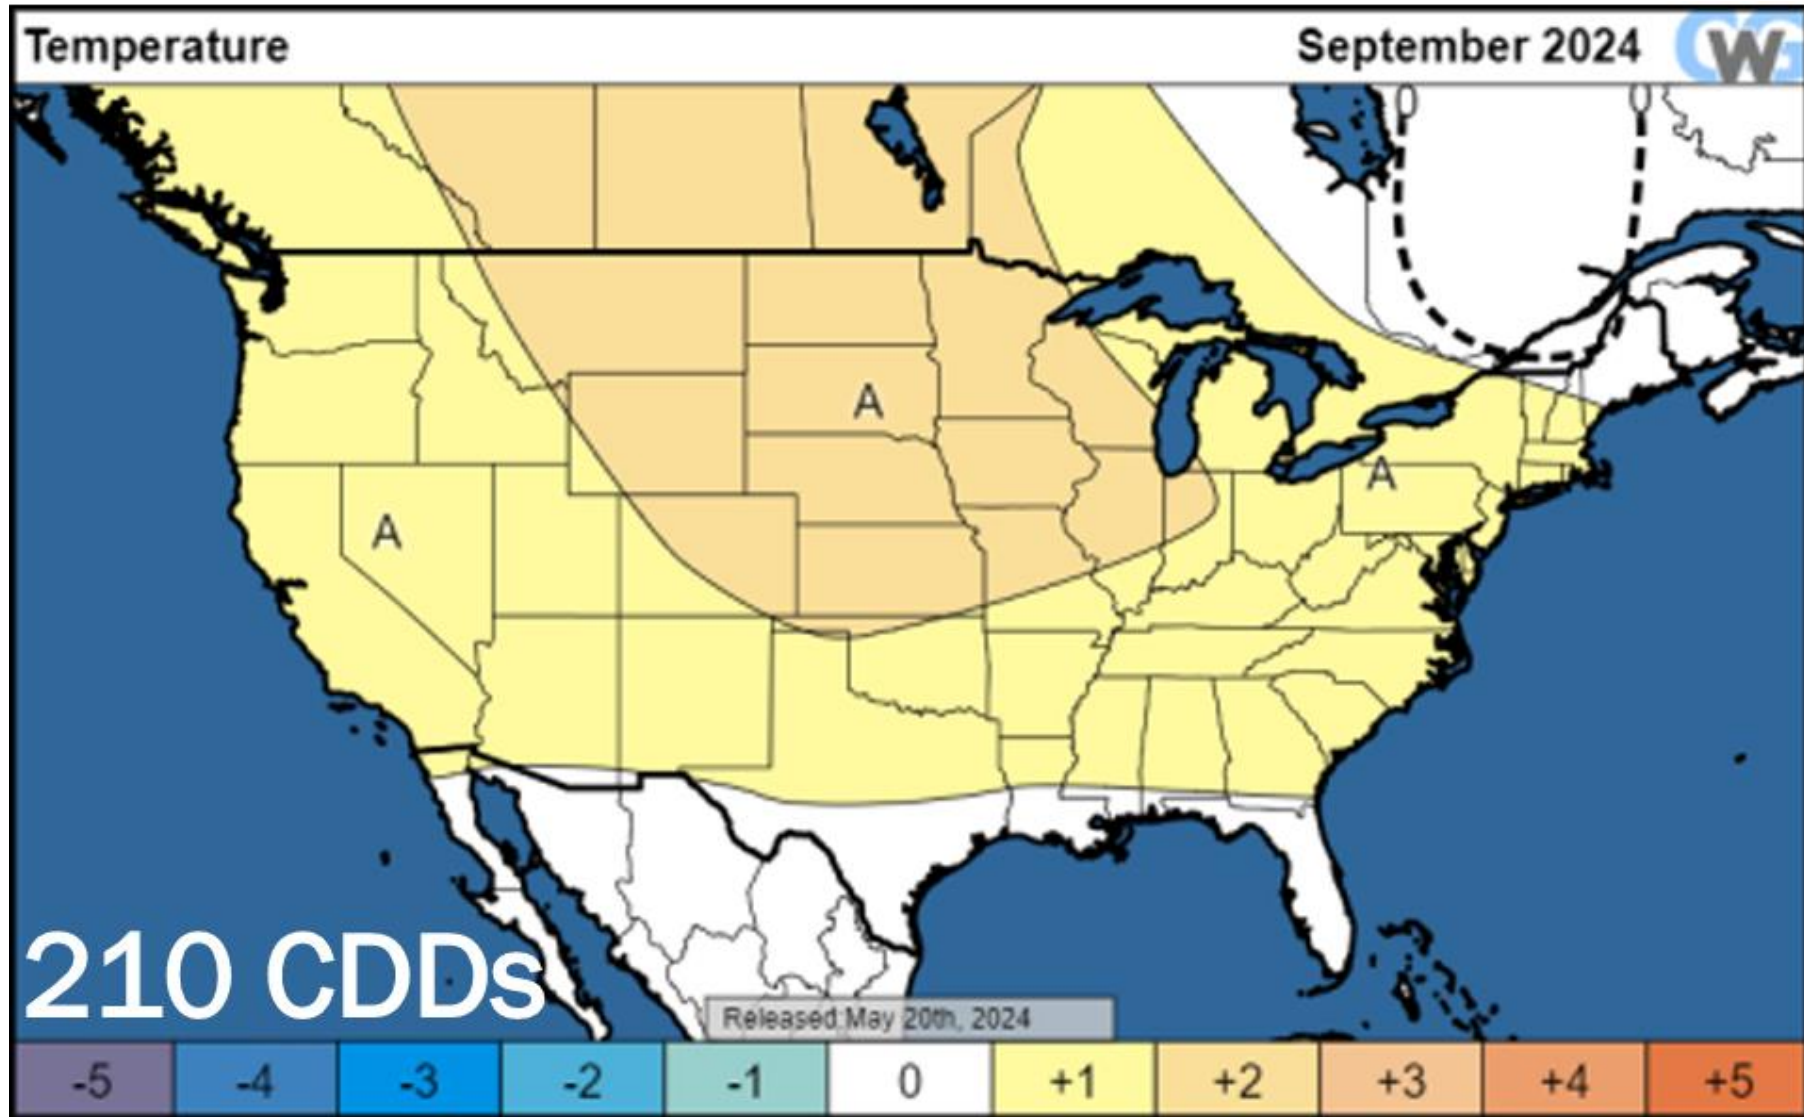 Temperature
September 2024
CWG
0 0
A
A
A
210 CDDs
Released May 20th, 2024
-5 -4 -3 -2 -1 0 +1 +2 +3 +4 +5